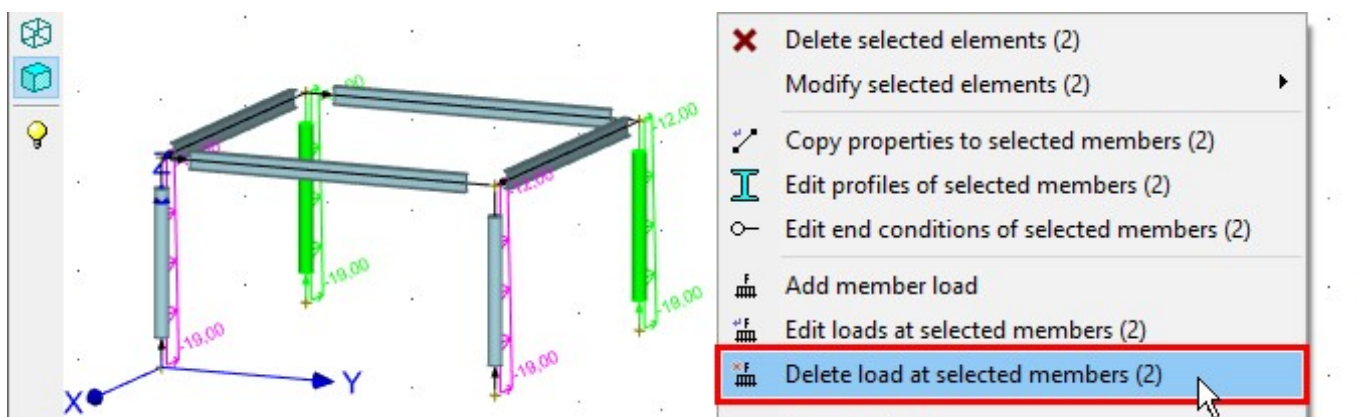 -12,00
-12,00
-19,00
-19,00
-19,00
-19,00
Z
X
Y
Delete selected elements (2)
Modify selected elements (2)
Copy properties to selected members (2)
Edit profiles of selected members (2)
Edit end conditions of selected members (2)
Add member load
Edit loads at selected members (2)
Delete load at selected members (2)